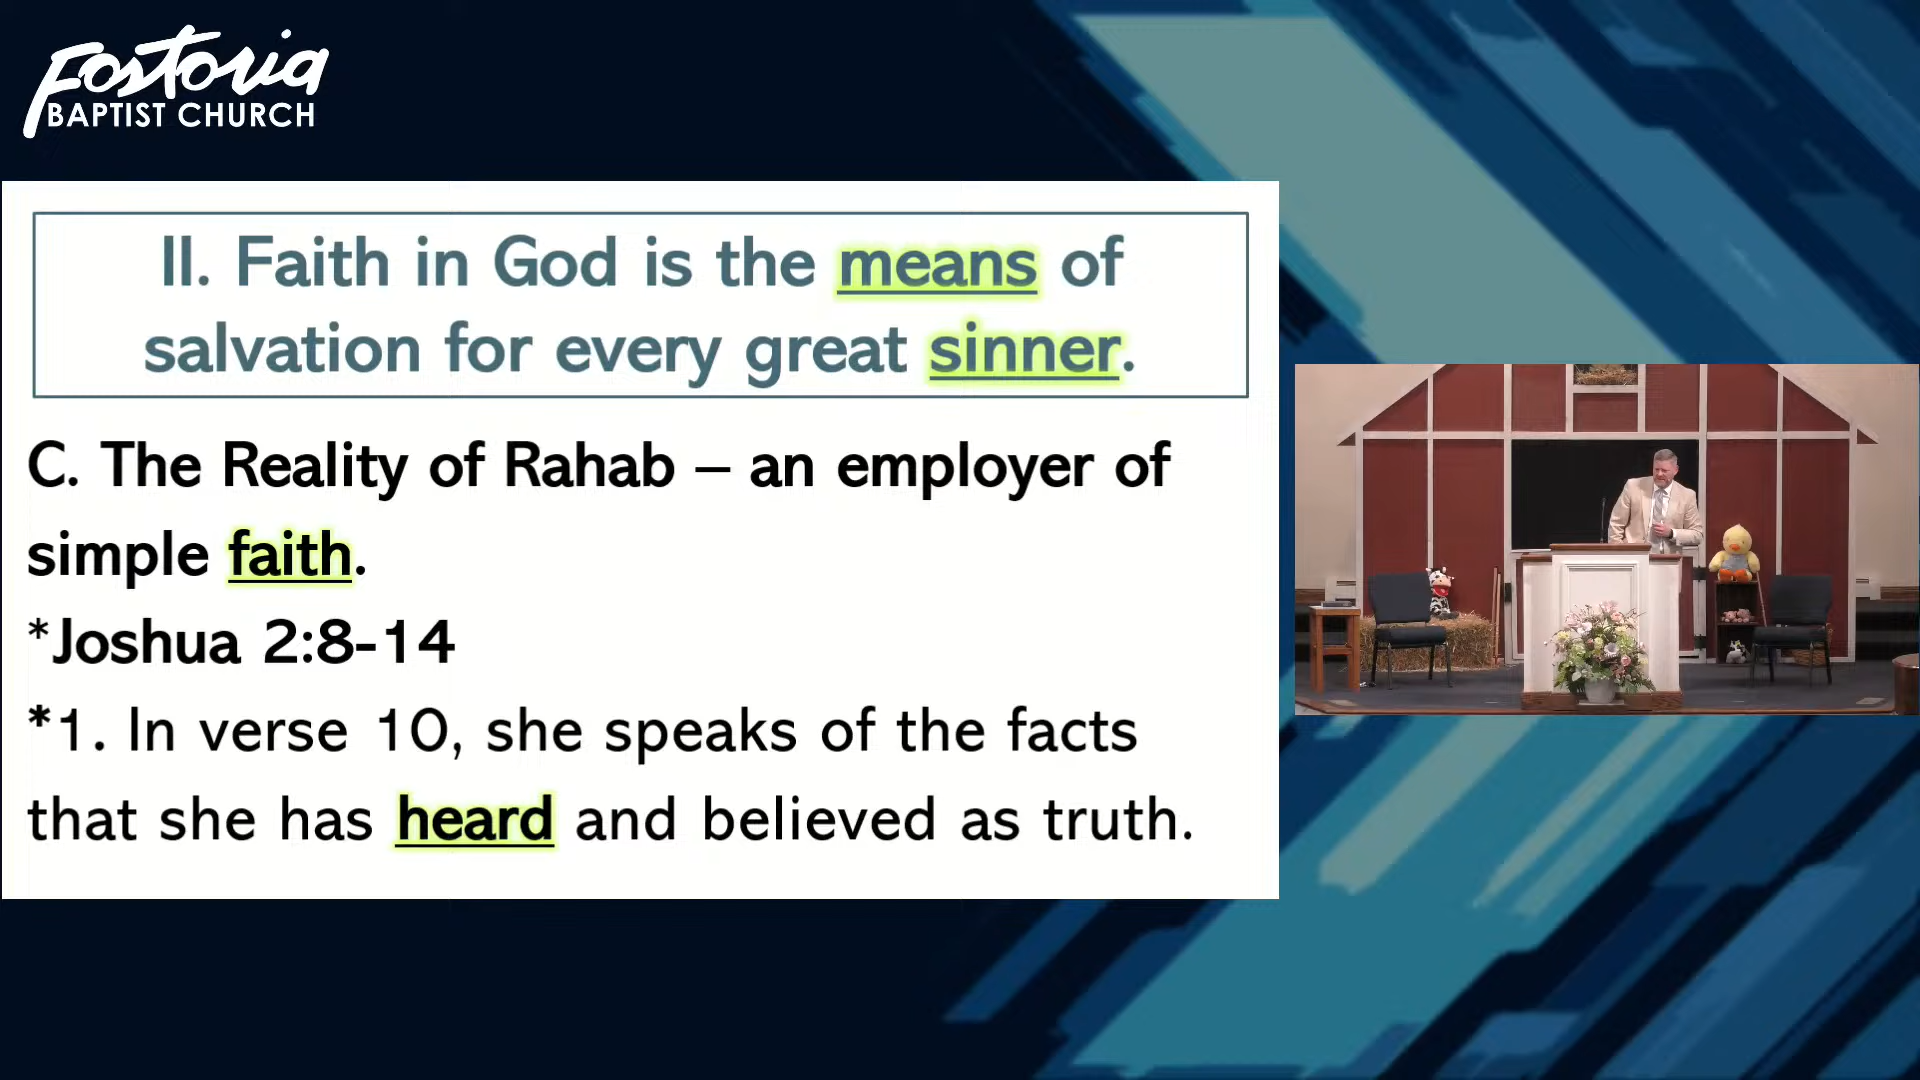 Fostoria
BAPTIST CHURCH
II. Faith in God is the means of
salvation for every great sinner.
C. The Reality of Rahab – an employer of
simple faith.
*Joshua 2:8-14
*1. In verse 10, she speaks of the facts
that she has heard and believed as truth.